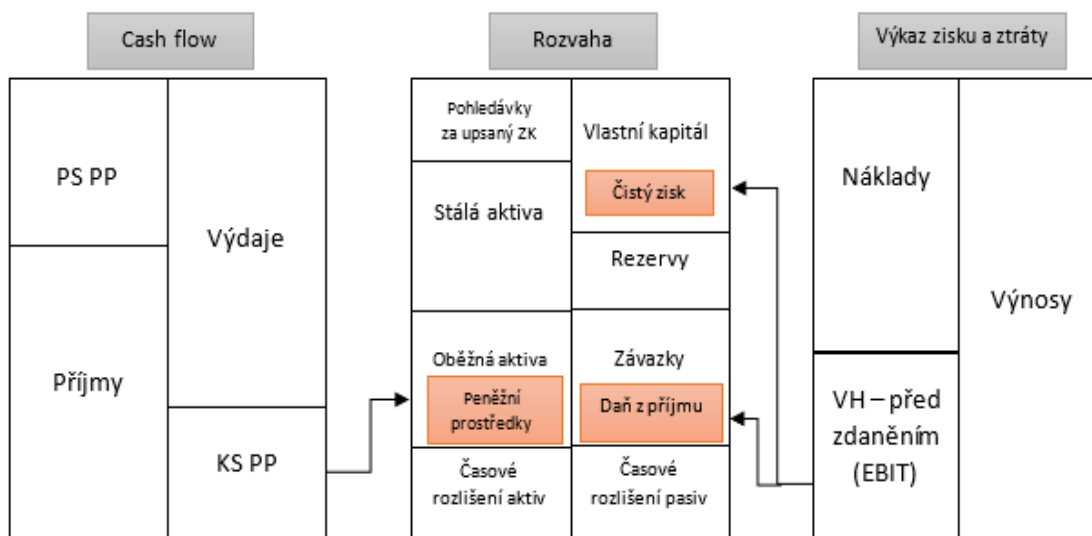 Cash flow
Rozvaha
Výkaz zisku a ztráty
PS PP
Příjmy
Výdaje
KS PP
Pohledávky
za upsaný ZK
Stálá aktiva
Oběžná aktiva
Peněžní
prostředky
Časové
rozlišení aktiv
Vlastní kapitál
Čistý zisk
Rezervy
Závazky
Daň z příjmu
Časové
rozlišení pasiv
Náklady
VH – před
zdaněním
(EBIT)
Výnosy